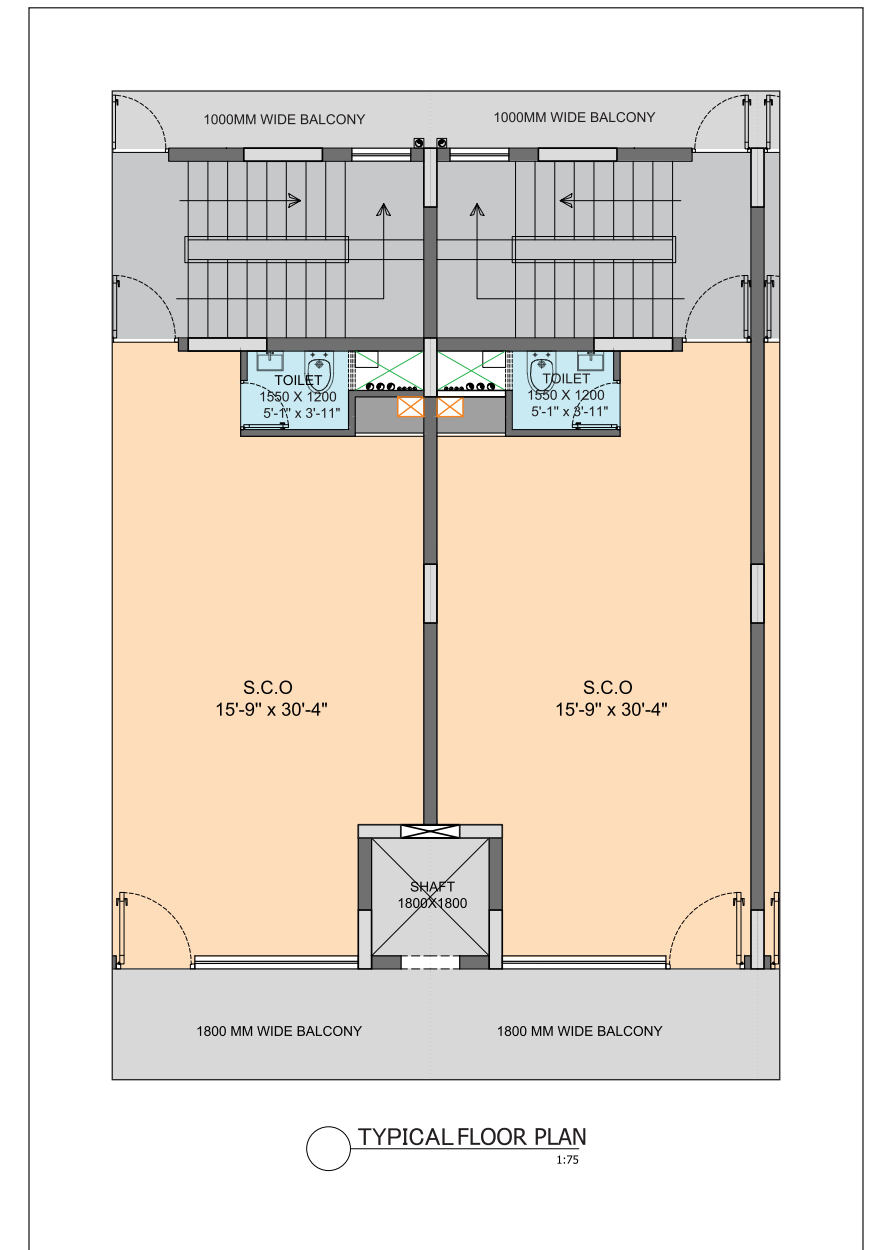 1000MM WIDE BALCONY
1000MM WIDE BALCONY
TOILET
1550 X 1200
5'-1" x 3'-11"
TOILET
1550 X 1200
5'-1" x 3'-11"
S.C.O
15'-9" x 30'-4"
S.C.O
15'-9" x 30'-4"
SHAFT
1800X1800
1800 MM WIDE BALCONY
1800 MM WIDE BALCONY
TYPICAL FLOOR PLAN
1:75